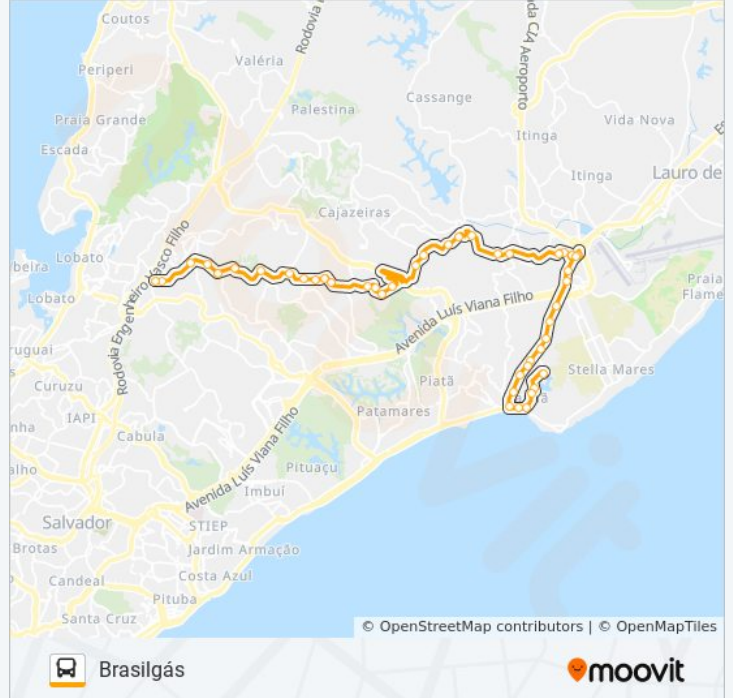 Coutos
Rodovia
Valéria
Periperi
Palestina
Cassange
Praia Grande
Escada
Itinga
Vida Nova
Itinga
Lauro de
Cajazeiras
Lobato
Lobato
Rodovia Engenheiro Vasco Filho
Praia
Flame
Avenida Luís Viana Filho
Curuzu
Piatã
Stella Mares
IAPI
Patamares
Cabula
Avenida Luís Viana Filho
Pituaçu
Imbuí
Salvador
STIEP
Brotas
Jardim Armação
Candeal
Costa Azul
Pituba
Santa Cruz
© OpenStreetMap contributors | © OpenMapTiles
Brasilgás
moovit